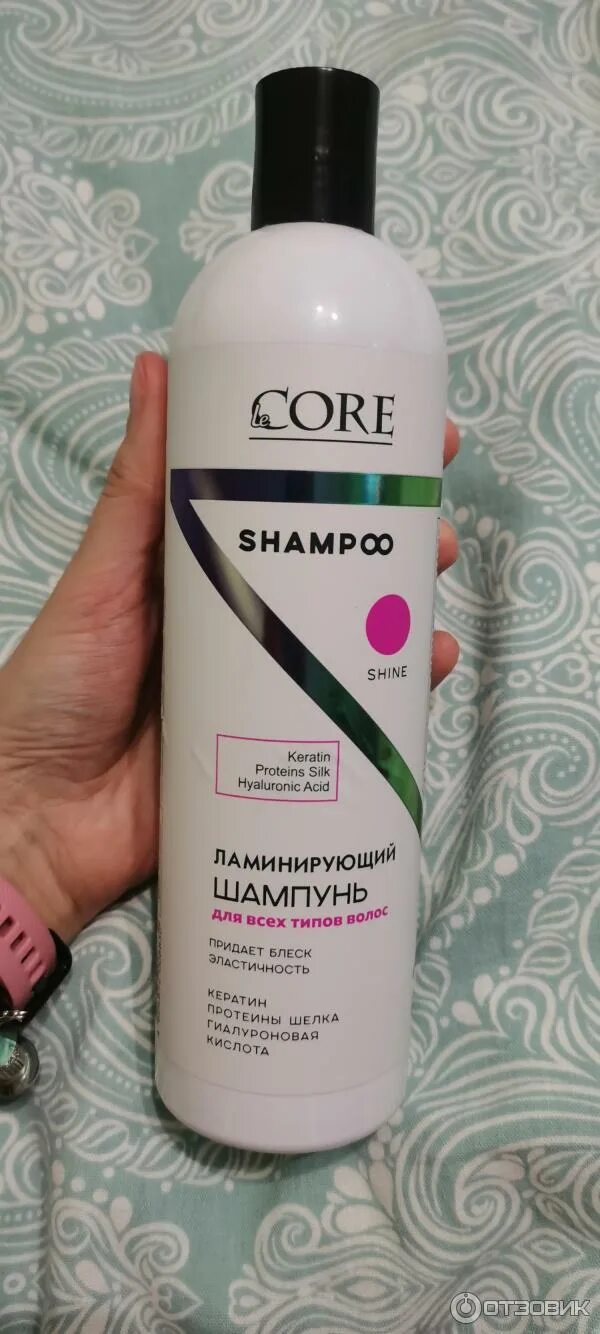 le CORE
SHAMPOO
SHINE
Keratin
Proteins Silk
Hyaluronic Acid
ЛАМИНИРУЮЩИЙ
ШАМПУНЬ
для всех типов волос
ПРИДАЕТ БЛЕСК
ЭЛАСТИЧНОСТЬ
КЕРАТИН
ПРОТЕИНЫ ШЕЛКА
ГИАЛУРОНОВАЯ
КИСЛОТА
ОТЗОВИК